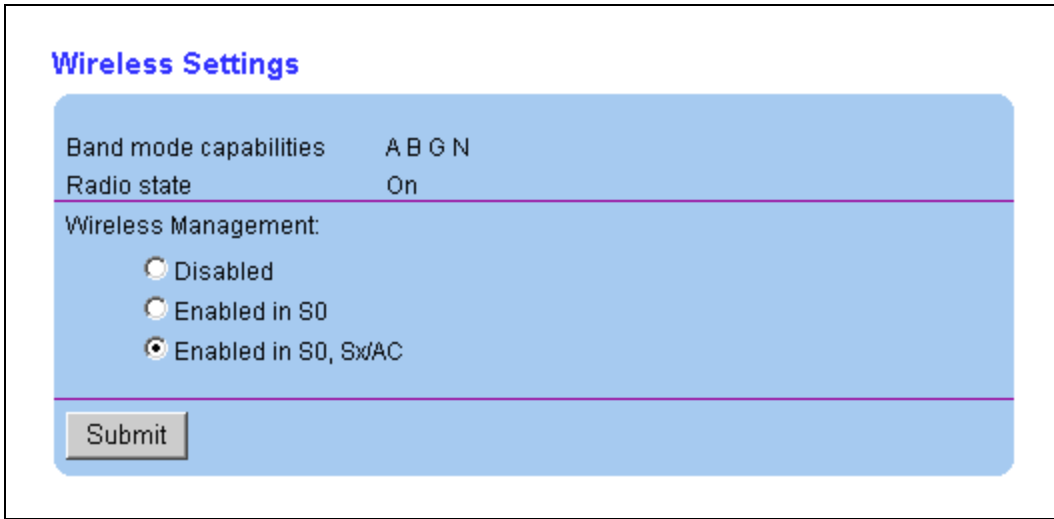 Wireless Settings
Band mode capabilities A B G N
Radio state On
Wireless Management:
Disabled
Enabled in S0
Enabled in S0, Sx/AC
Submit